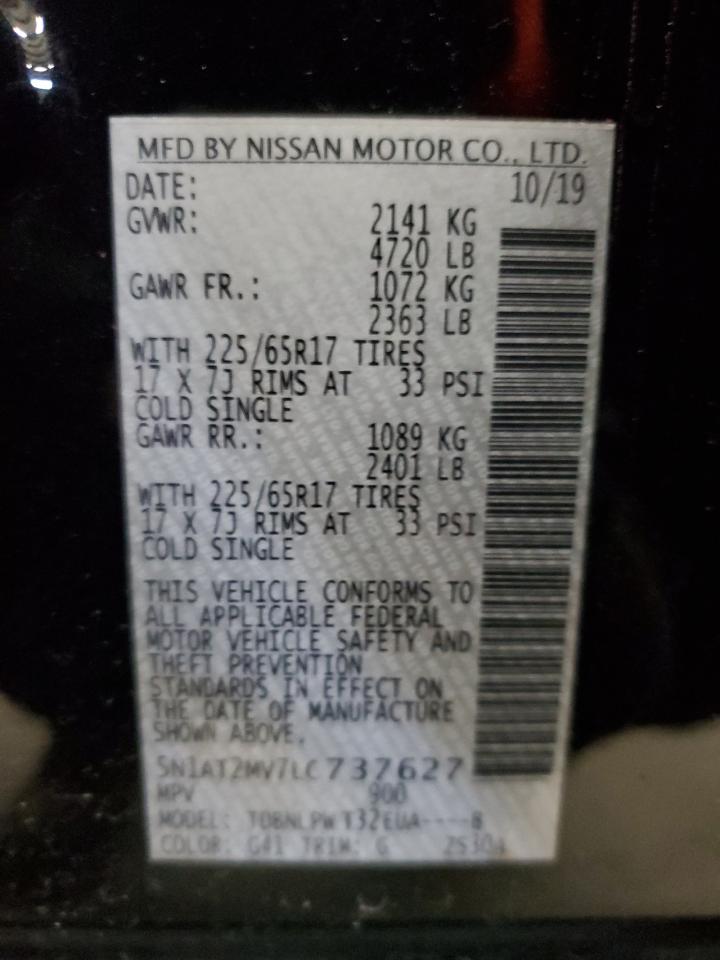 MFD BY NISSAN MOTOR CO., LTD.
DATE: 10/19
GVWR: 2141 KG
4720 LB
GAWR FR.: 1072 KG
2363 LB
WITH 225/65R17 TIRES
17 X 7J RIMS AT 33 PSI
COLD SINGLE
GAWR RR.: 1089 KG
2401 LB
WITH 225/65R17 TIRES
17 X 7J RIMS AT 33 PSI
COLD SINGLE
THIS VEHICLE CONFORMS TO
ALL APPLICABLE FEDERAL
MOTOR VEHICLE SAFETY AND
THEFT PREVENTION
STANDARDS IN EFFECT ON
THE DATE OF MANUFACTURE
SHOWN ABOVE.
5N1AT2MV7LC737627
MPV 900
MODEL: T32EUA----B
COLOR: G41 TRIM: G